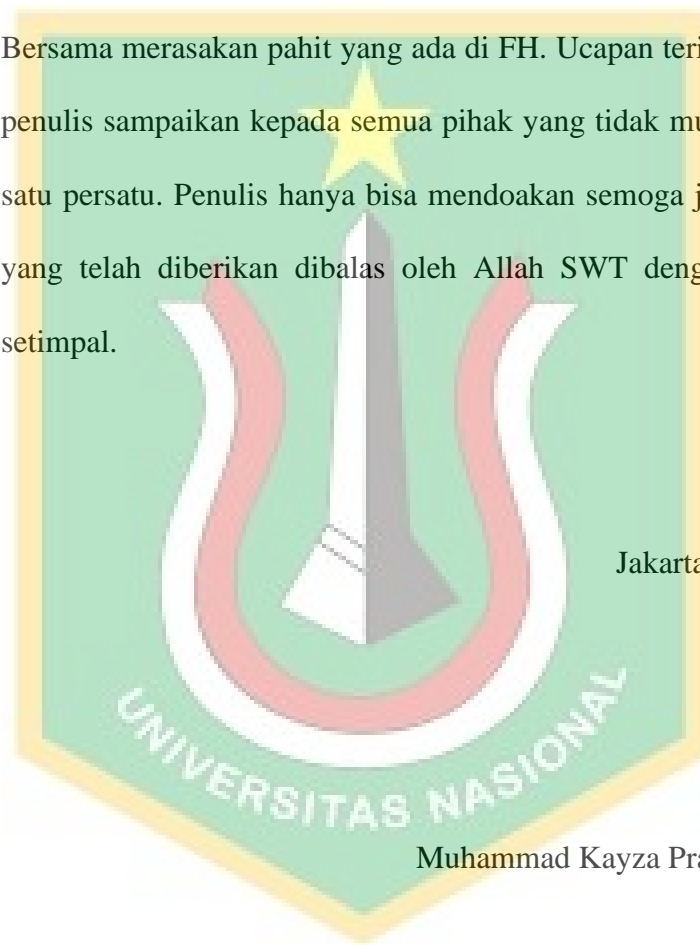 Bersama merasakan pahit yang ada di FH. Ucapan teri
penulis sampaikan kepada semua pihak yang tidak mu
satu persatu. Penulis hanya bisa mendoakan semoga j
yang telah diberikan dibalas oleh Allah SWT deng
setimpal.
Jakarta
UNIVERSITAS NASIONAL
Muhammad Kayza Pra